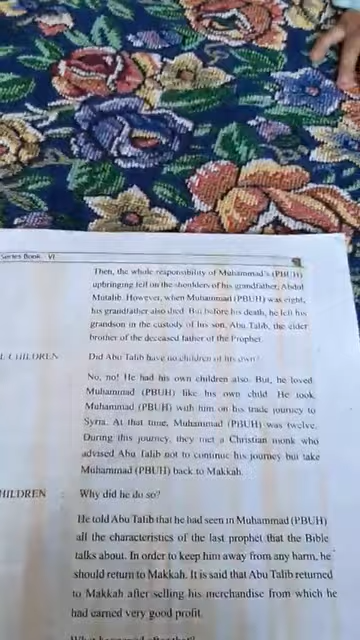 Series Book VI
Then, the whole responsibility of Muhammad's (PBUH)
upbringing fell on the shoulders of his grandfather, Abdul
Mutalib. However, when Muhammad (PBUH) was eight,
his grandfather also died. But before his death, he left his
grandson in the custody of his son, Abu Talib, the elder
brother of the deceased father of the Prophet.
L CHILDREN Did Abu Talib have no children of his own?
No, no! He had his own children also. But, he loved
Muhammad (PBUH) like his own child. He took
Muhammad (PBUH) with him on his trade journey to
Syria. At that time, Muhammad (PBUH) was twelve.
During this journey, they met a Christian monk who
advised Abu Talib not to continue his journey but take
Muhammad (PBUH) back to Makkah.
HILDREN : Why did he do so?
He told Abu Talib that he had seen in Muhammad (PBUH)
all the characteristics of the last prophet that the Bible
talks about. In order to keep him away from any harm, he
should return to Makkah. It is said that Abu Talib returned
to Makkah after selling his merchandise from which he
had earned very good profit.
What happened after that?